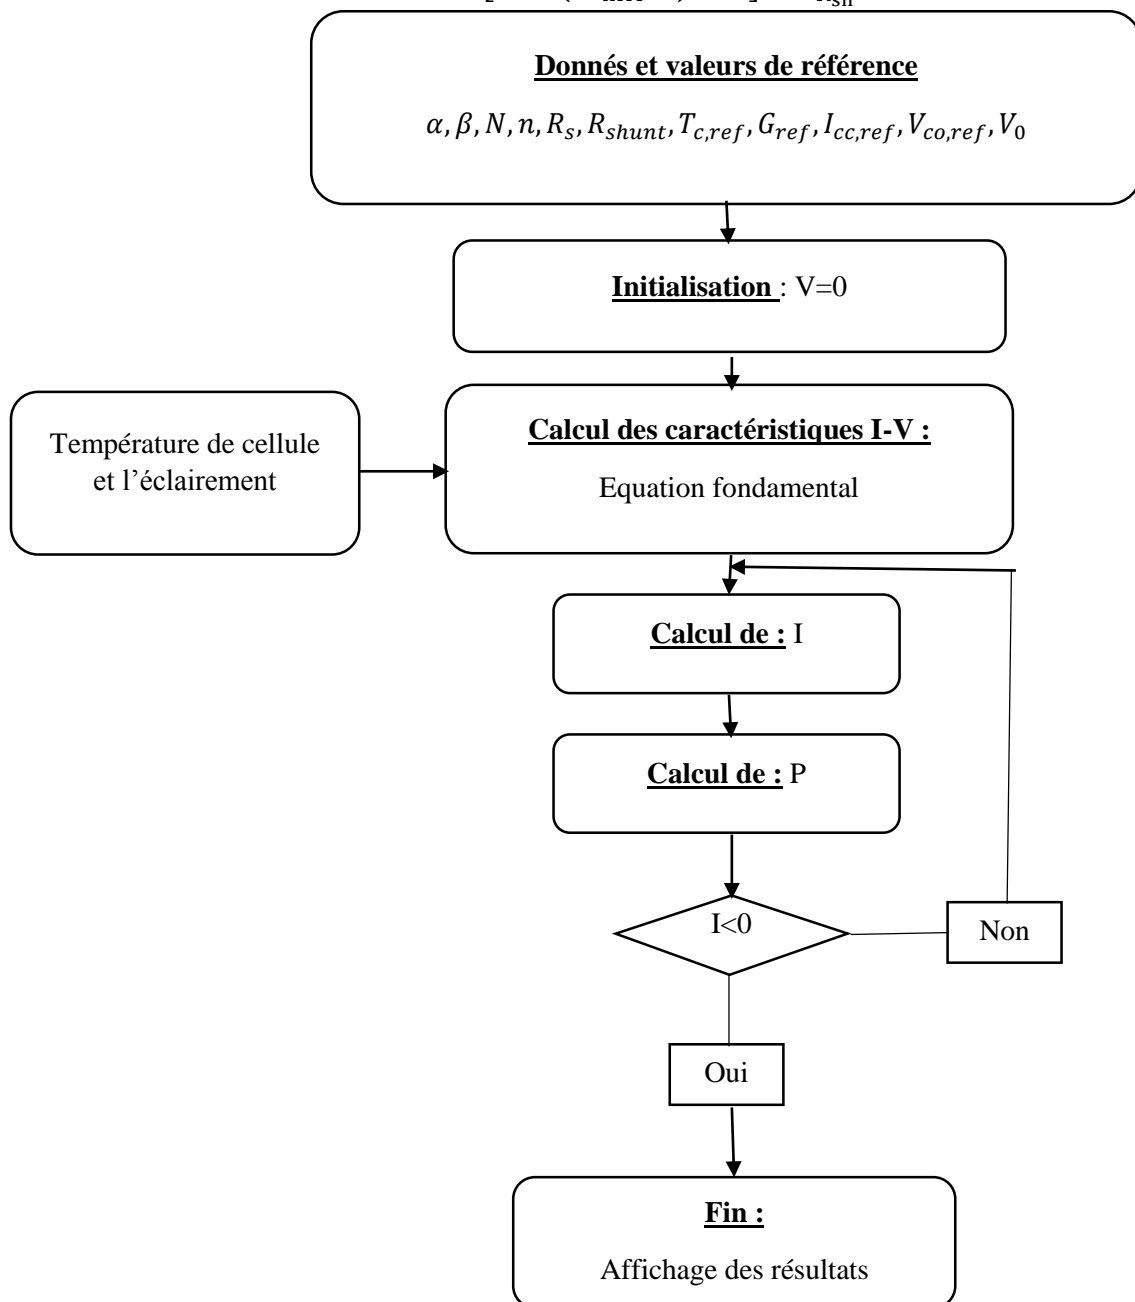 Donnés et valeurs de référence
α, β, N, n, R_s, R_shunt, T_c,ref, G_ref, I_cc,ref, V_co,ref, V_0
Initialisation : V=0
Température de cellule
et l’éclairement
Calcul des caractéristiques I-V :
Equation fondamental
Calcul de : I
Calcul de : P
I<0
Non
Oui
Fin :
Affichage des résultats